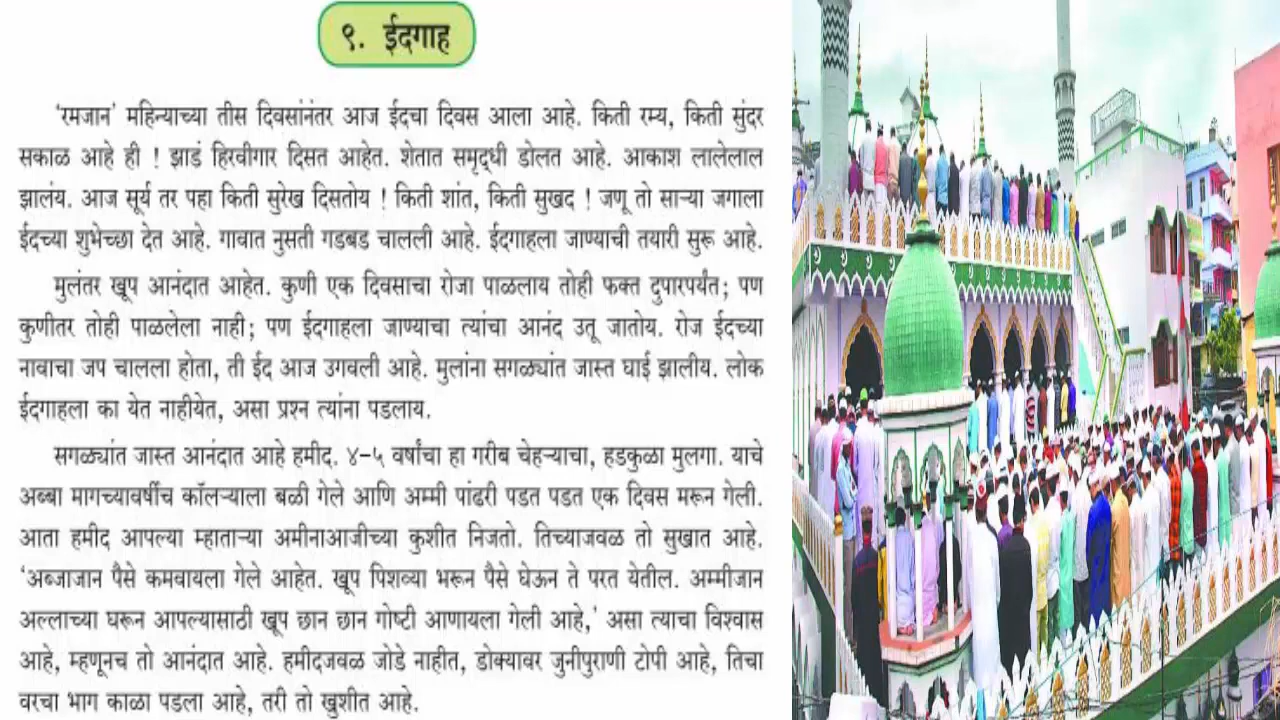 ९. ईदगाह
‘रमजान’ महिन्याच्या तीस दिवसांनंतर आज ईदचा दिवस आला आहे. किती रम्य, किती सुंदर
सकाळ आहे ही ! झाडं हिरवीगार दिसत आहेत. शेतात समृद्धी डोलत आहे. आकाश लालेलाल
झालंय. आज सूर्य तर पहा किती सुरेख दिसतोय ! किती शांत, किती सुखद ! जणू तो साऱ्या जगाला
ईदच्या शुभेच्छा देत आहे. गावात नुसती गडबड चालली आहे. ईदगाहला जाण्याची तयारी सुरू आहे.
मुलंतर खूप आनंदात आहेत. कुणी एक दिवसाचा रोजा पाळलाय तोही फक्त दुपारपर्यंत; पण
कुणीतर तोही पाळलेला नाही; पण ईदगाहला जाण्याचा त्यांचा आनंद उतू जातोय. रोज ईदच्या
नावाचा जप चालला होता, ती ईद आज उगवली आहे. मुलांना सगळ्यांत जास्त घाई झालीय. लोक
ईदगाहला का येत नाहीयेत, असा प्रश्न त्यांना पडलाय.
सगळ्यांत जास्त आनंदात आहे हमीद. ४-५ वर्षांचा हा गरीब चेहऱ्याचा, हडकुळा मुलगा. याचे
अब्बा मागच्यावर्षीच कॉलऱ्याला बळी गेले आणि अम्मी पांढरी पडत पडत एक दिवस मरून गेली.
आता हमीद आपल्या म्हाताऱ्या अमीनाआजीच्या कुशीत निजतो. तिच्याजवळ तो सुखात आहे.
‘अब्जाजान पैसे कमवायला गेले आहेत. खूप पिशव्या भरून पैसे घेऊन ते परत येतील. अम्मीजान
अल्लाच्या घरून आपल्यासाठी खूप छान छान गोष्टी आणायला गेली आहे,’ असा त्याचा विश्वास
आहे, म्हणूनच तो आनंदात आहे. हमीदजवळ जोडे नाहीत, डोक्यावर जुनीपुराणी टोपी आहे, तिचा
वरचा भाग काळा पडला आहे, तरी तो खुशीत आहे.